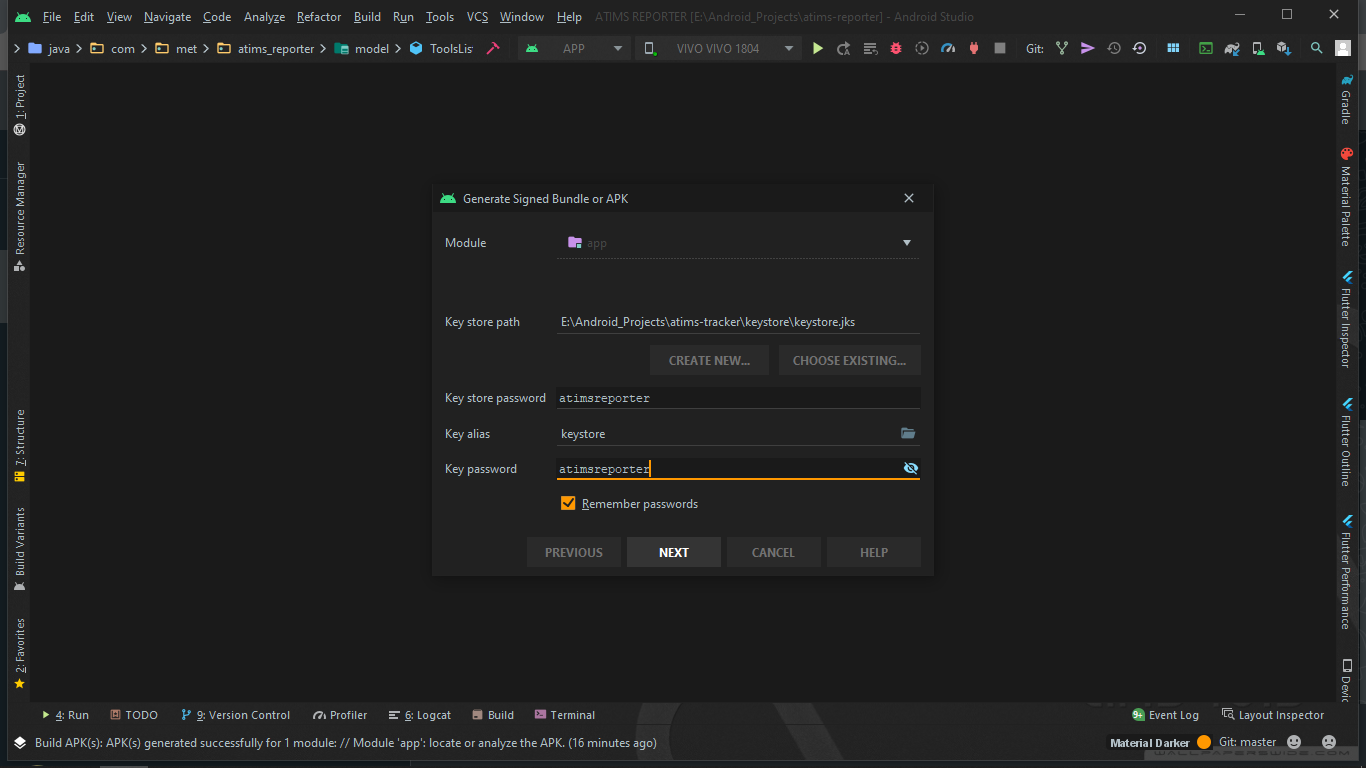 File Edit View Navigate Code Analyze Refactor Build Run Tools VCS Window Help ATIMS REPORTER [E:\Android_Projects\atims-reporter] - Android Studio
java com met atims_reporter model ToolsLis APP VIVO VIVO 1804 Git:
1: Project
Resource Manager
7: Structure
Build Variants
2: Favorites
Generate Signed Bundle or APK
Module app
Key store path E:\Android_Projects\atims-tracker\keystore\keystore.jks
CREATE NEW... CHOOSE EXISTING...
Key store password atimsreporter
Key alias keystore
Key password atimsreporter
Remember passwords
PREVIOUS NEXT CANCEL HELP
Gradle
Material Palette
Flutter Inspector
Flutter Outline
Flutter Performance
Devic
4: Run TODO 9: Version Control Profiler 6: Logcat Build Terminal 9+ Event Log Layout Inspector
Build APK(s): APK(s) generated successfully for 1 module: // Module 'app': locate or analyze the APK. (16 minutes ago) Material Darker Git: master